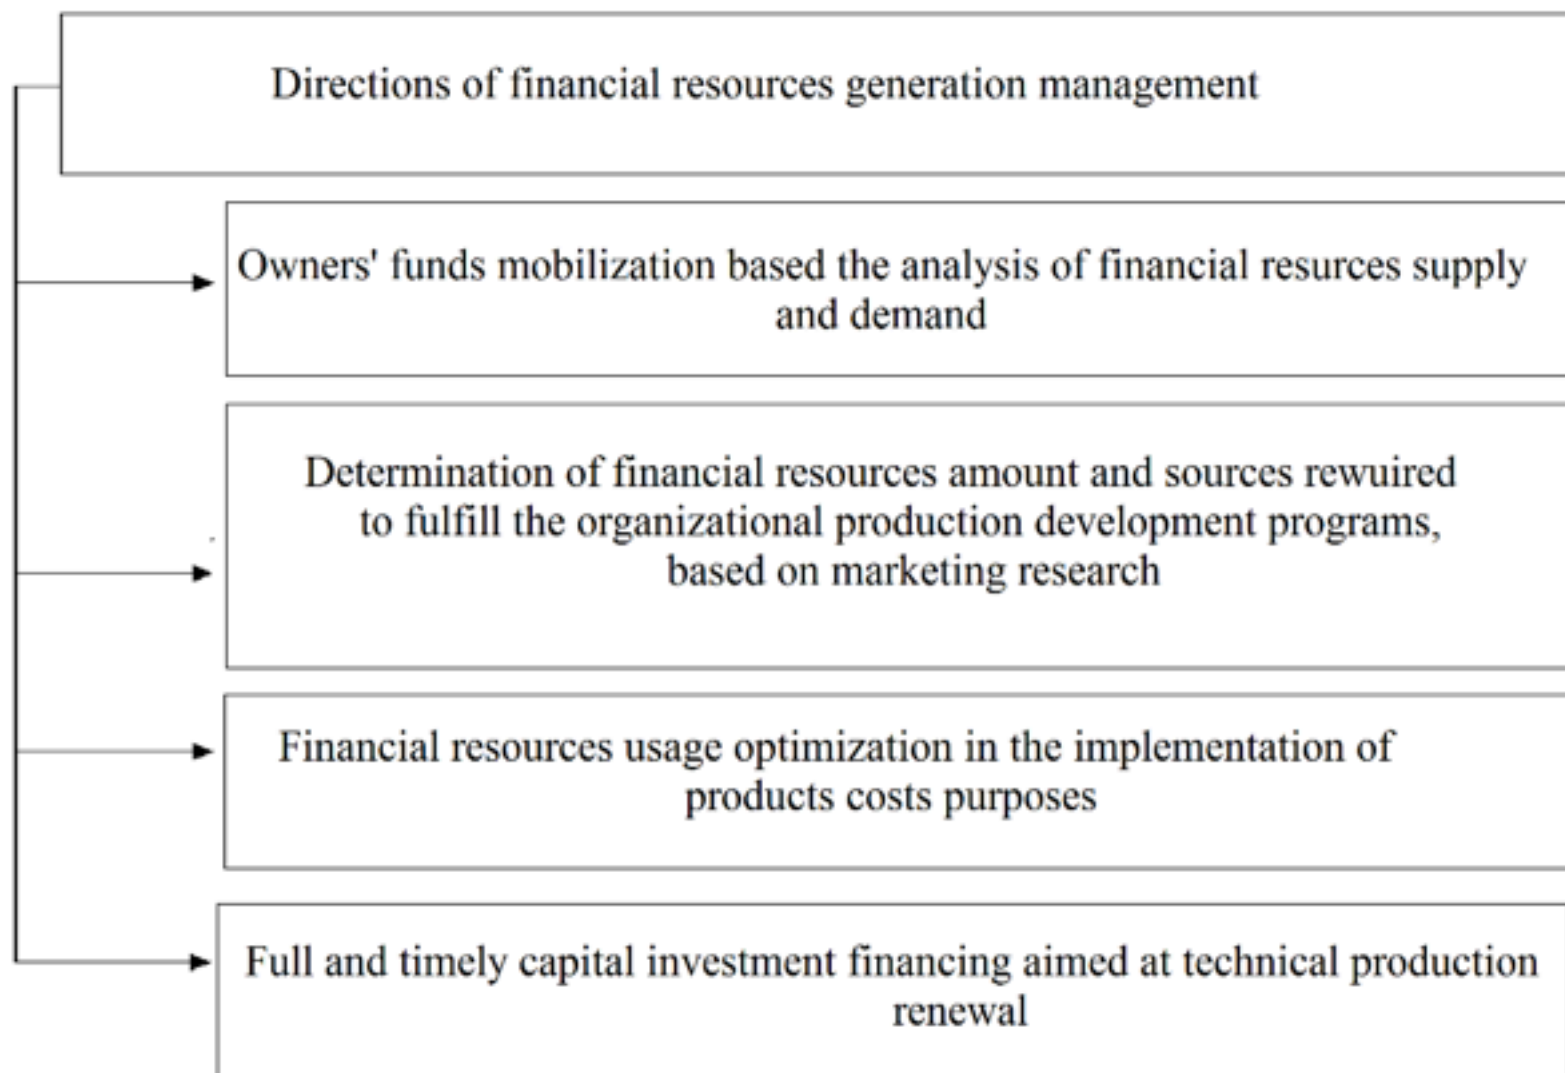 Directions of financial resources generation management
Owners' funds mobilization based the analysis of financial resurces supply
and demand
Determination of financial resources amount and sources rewuired
to fulfill the organizational production development programs,
based on marketing research
Financial resources usage optimization in the implementation of
products costs purposes
Full and timely capital investment financing aimed at technical production
renewal